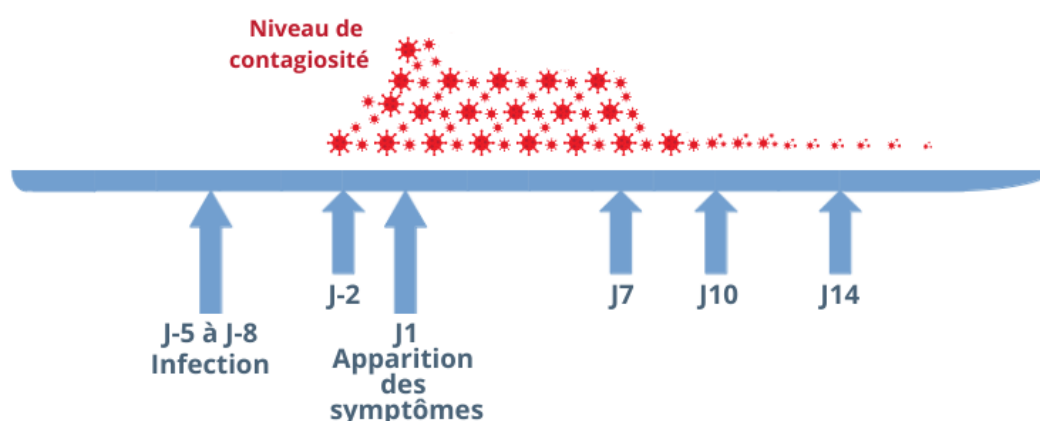 Niveau de
contagiosité
J-2
J7
J10
J14
J-5 à J-8
Infection
J1
Apparition
des
symptômes